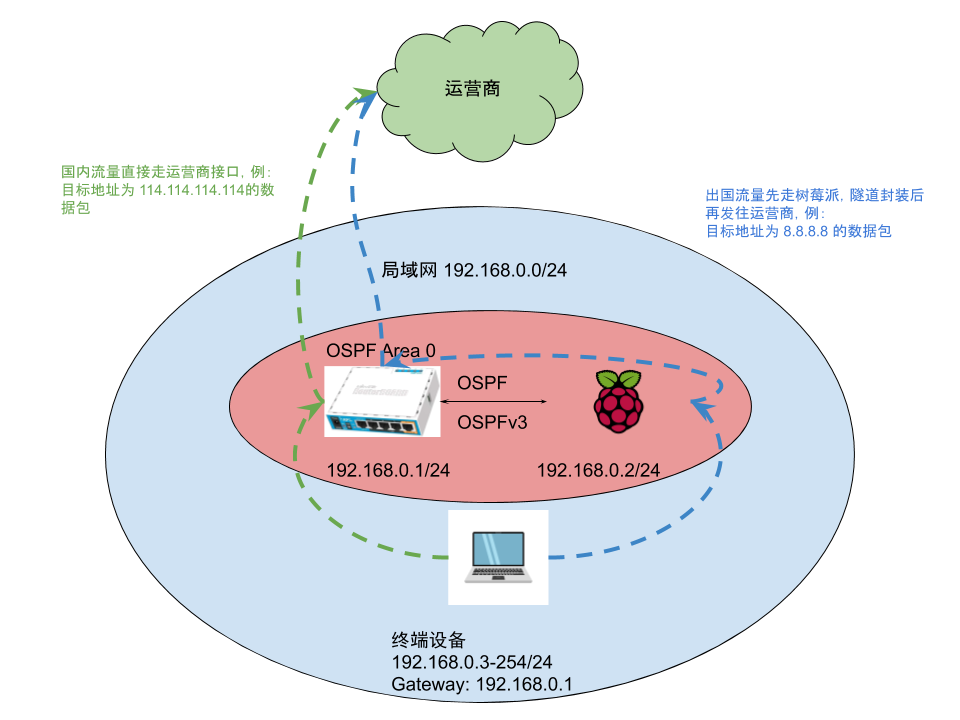 运营商
国内流量直接走运营商接口, 例:
目标地址为 114.114.114.114的数
据包
出国流量先走树莓派, 隧道封装后
再发往运营商, 例:
目标地址为 8.8.8.8 的数据包
局域网 192.168.0.0/24
OSPF Area 0
OSPF
OSPFv3
192.168.0.1/24
192.168.0.2/24
终端设备
192.168.0.3-254/24
Gateway: 192.168.0.1